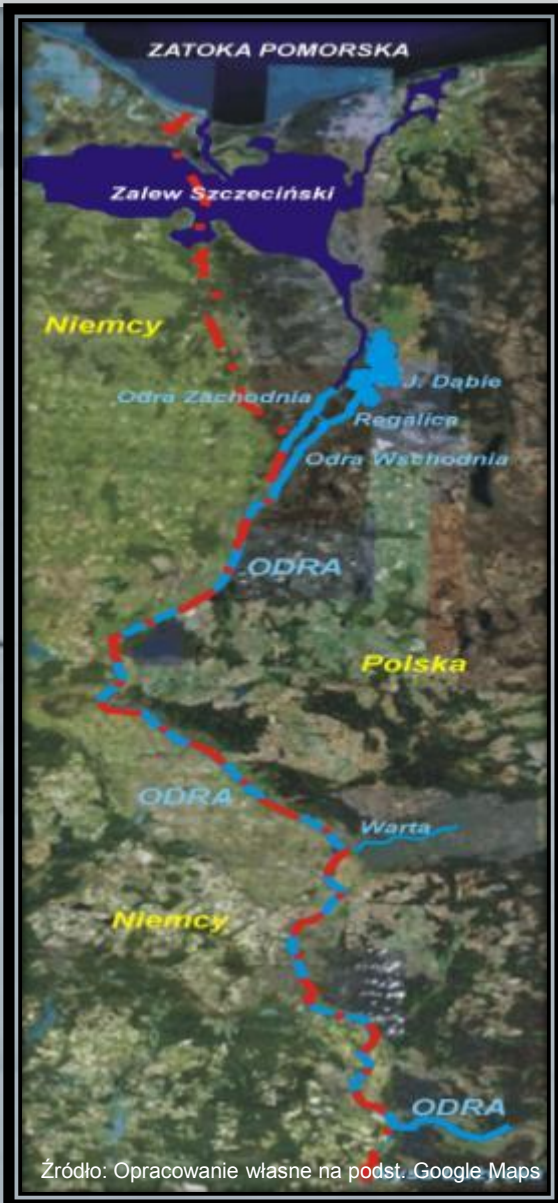 ZATOKA POMORSKA
Zalew Szczeciński
Niemcy
J. Dąbie
Odra Zachodnia
Regalica
Odra Wschodnia
ODRA
Polska
ODRA
Warta
Niemcy
ODRA
Źródło: Opracowanie własne na podst. Google Maps